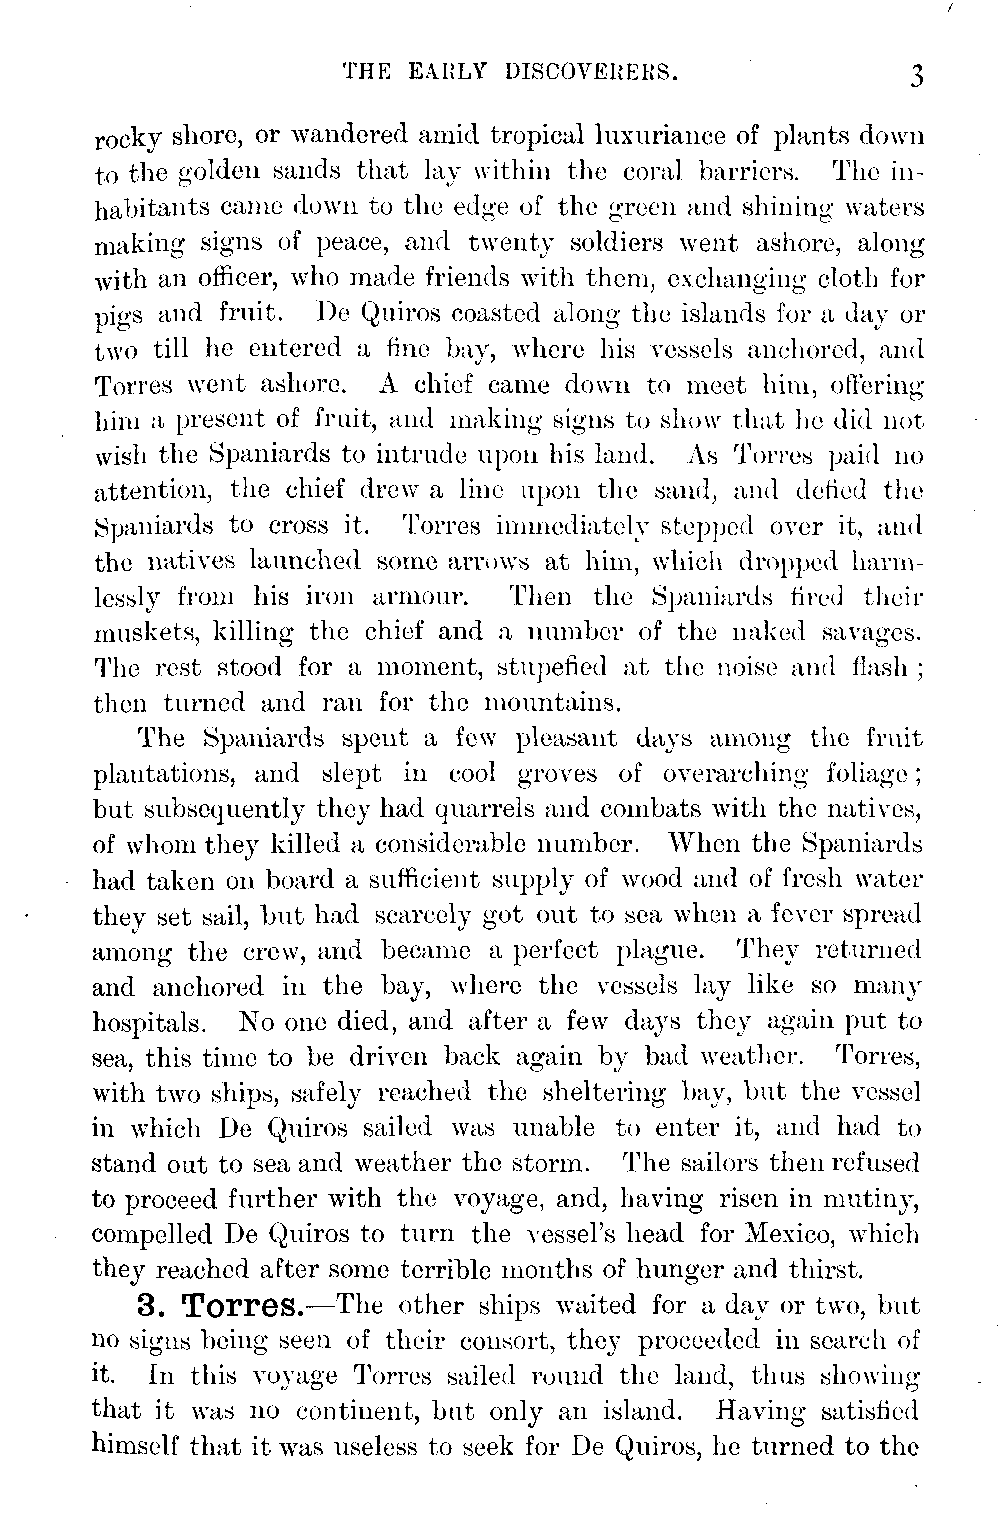 THE EARLY DISCOVERERS. 3
rocky shore, or wandered amid tropical luxuriance of plants down
to the golden sands that lay within the coral barriers. The in-
habitants came down to the edge of the green and shining waters
making signs of peace, and twenty soldiers went ashore, along
with an officer, who made friends with them, exchanging cloth for
pigs and fruit. De Quiros coasted along the islands for a day or
two till he entered a fine bay, where his vessels anchored, and
Torres went ashore. A chief came down to meet him, offering
him a present of fruit, and making signs to show that he did not
wish the Spaniards to intrude upon his land. As Torres paid no
attention, the chief drew a line upon the sand, and defied the
Spaniards to cross it. Torres immediately stepped over it, and
the natives launched some arrows at him, which dropped harm-
lessly from his iron armour. Then the Spaniards fired their
muskets, killing the chief and a number of the naked savages.
The rest stood for a moment, stupefied at the noise and flash ;
then turned and ran for the mountains.
The Spaniards spent a few pleasant days among the fruit
plantations, and slept in cool groves of overarching foliage ;
but subsequently they had quarrels and combats with the natives,
of whom they killed a considerable number. When the Spaniards
had taken on board a sufficient supply of wood and of fresh water
they set sail, but had scarcely got out to sea when a fever spread
among the crew, and became a perfect plague. They returned
and anchored in the bay, where the vessels lay like so many
hospitals. No one died, and after a few days they again put to
sea, this time to be driven back again by bad weather. Torres,
with two ships, safely reached the sheltering bay, but the vessel
in which De Quiros sailed was unable to enter it, and had to
stand out to sea and weather the storm. The sailors then refused
to proceed further with the voyage, and, having risen in mutiny,
compelled De Quiros to turn the vessel's head for Mexico, which
they reached after some terrible months of hunger and thirst.
3. Torres.—The other ships waited for a day or two, but
no signs being seen of their consort, they proceeded in search of
it. In this voyage Torres sailed round the land, thus showing
that it was no continent, but only an island. Having satisfied
himself that it was useless to seek for De Quiros, he turned to the